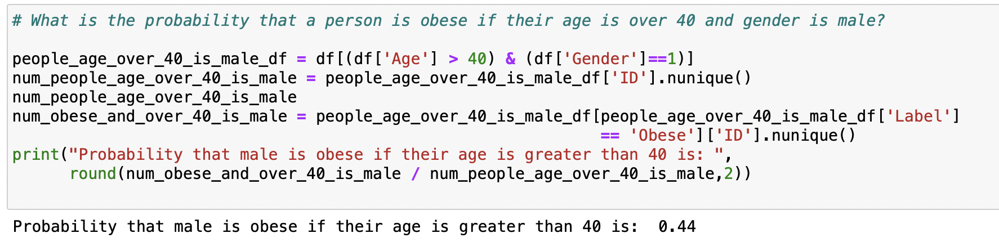 # What is the probability that a person is obese if their age is over 40 and gender is male?
people_age_over_40_is_male_df = df[(df['Age'] > 40) & (df['Gender']==1)]
num_people_age_over_40_is_male = people_age_over_40_is_male_df['ID'].nunique()
num_people_age_over_40_is_male
num_obese_and_over_40_is_male = people_age_over_40_is_male_df[people_age_over_40_is_male_df['Label']
== 'Obese']['ID'].nunique()
print("Probability that male is obese if their age is greater than 40 is: ",
round(num_obese_and_over_40_is_male / num_people_age_over_40_is_male,2))
Probability that male is obese if their age is greater than 40 is:  0.44